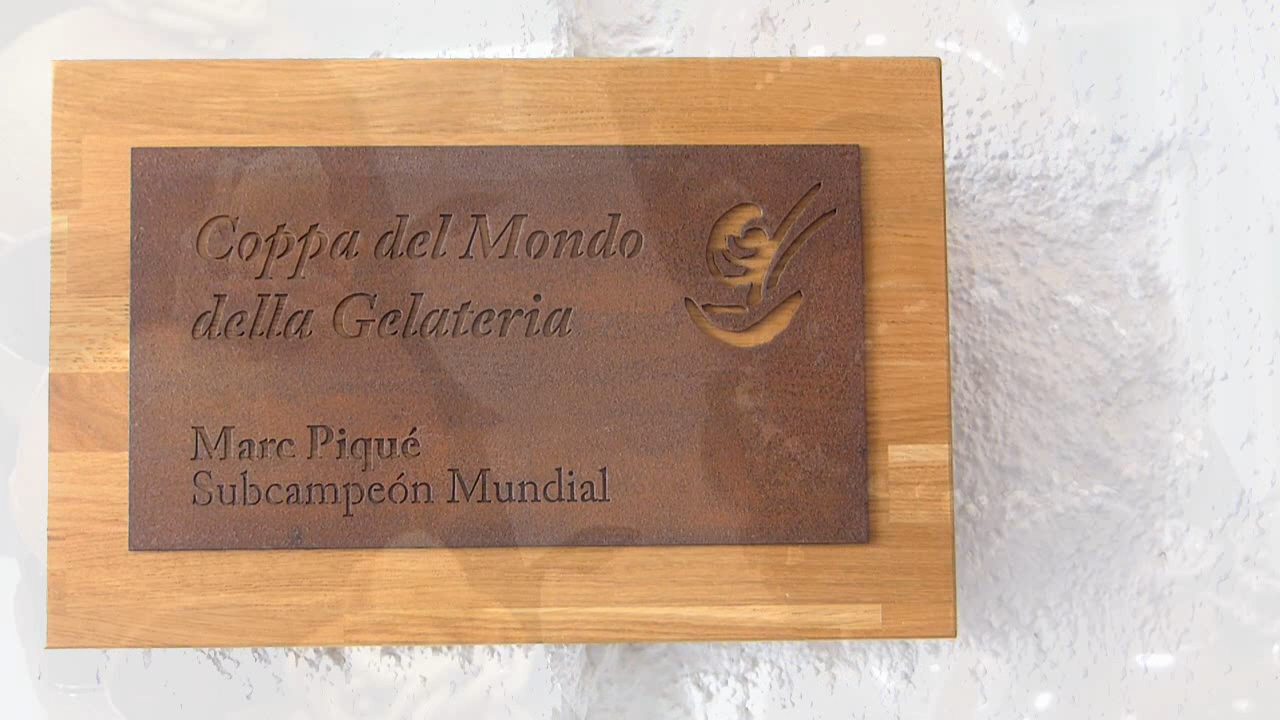 Coppa del Mondo
della Gelateria
Marc Piqué
Subcampeón Mundial